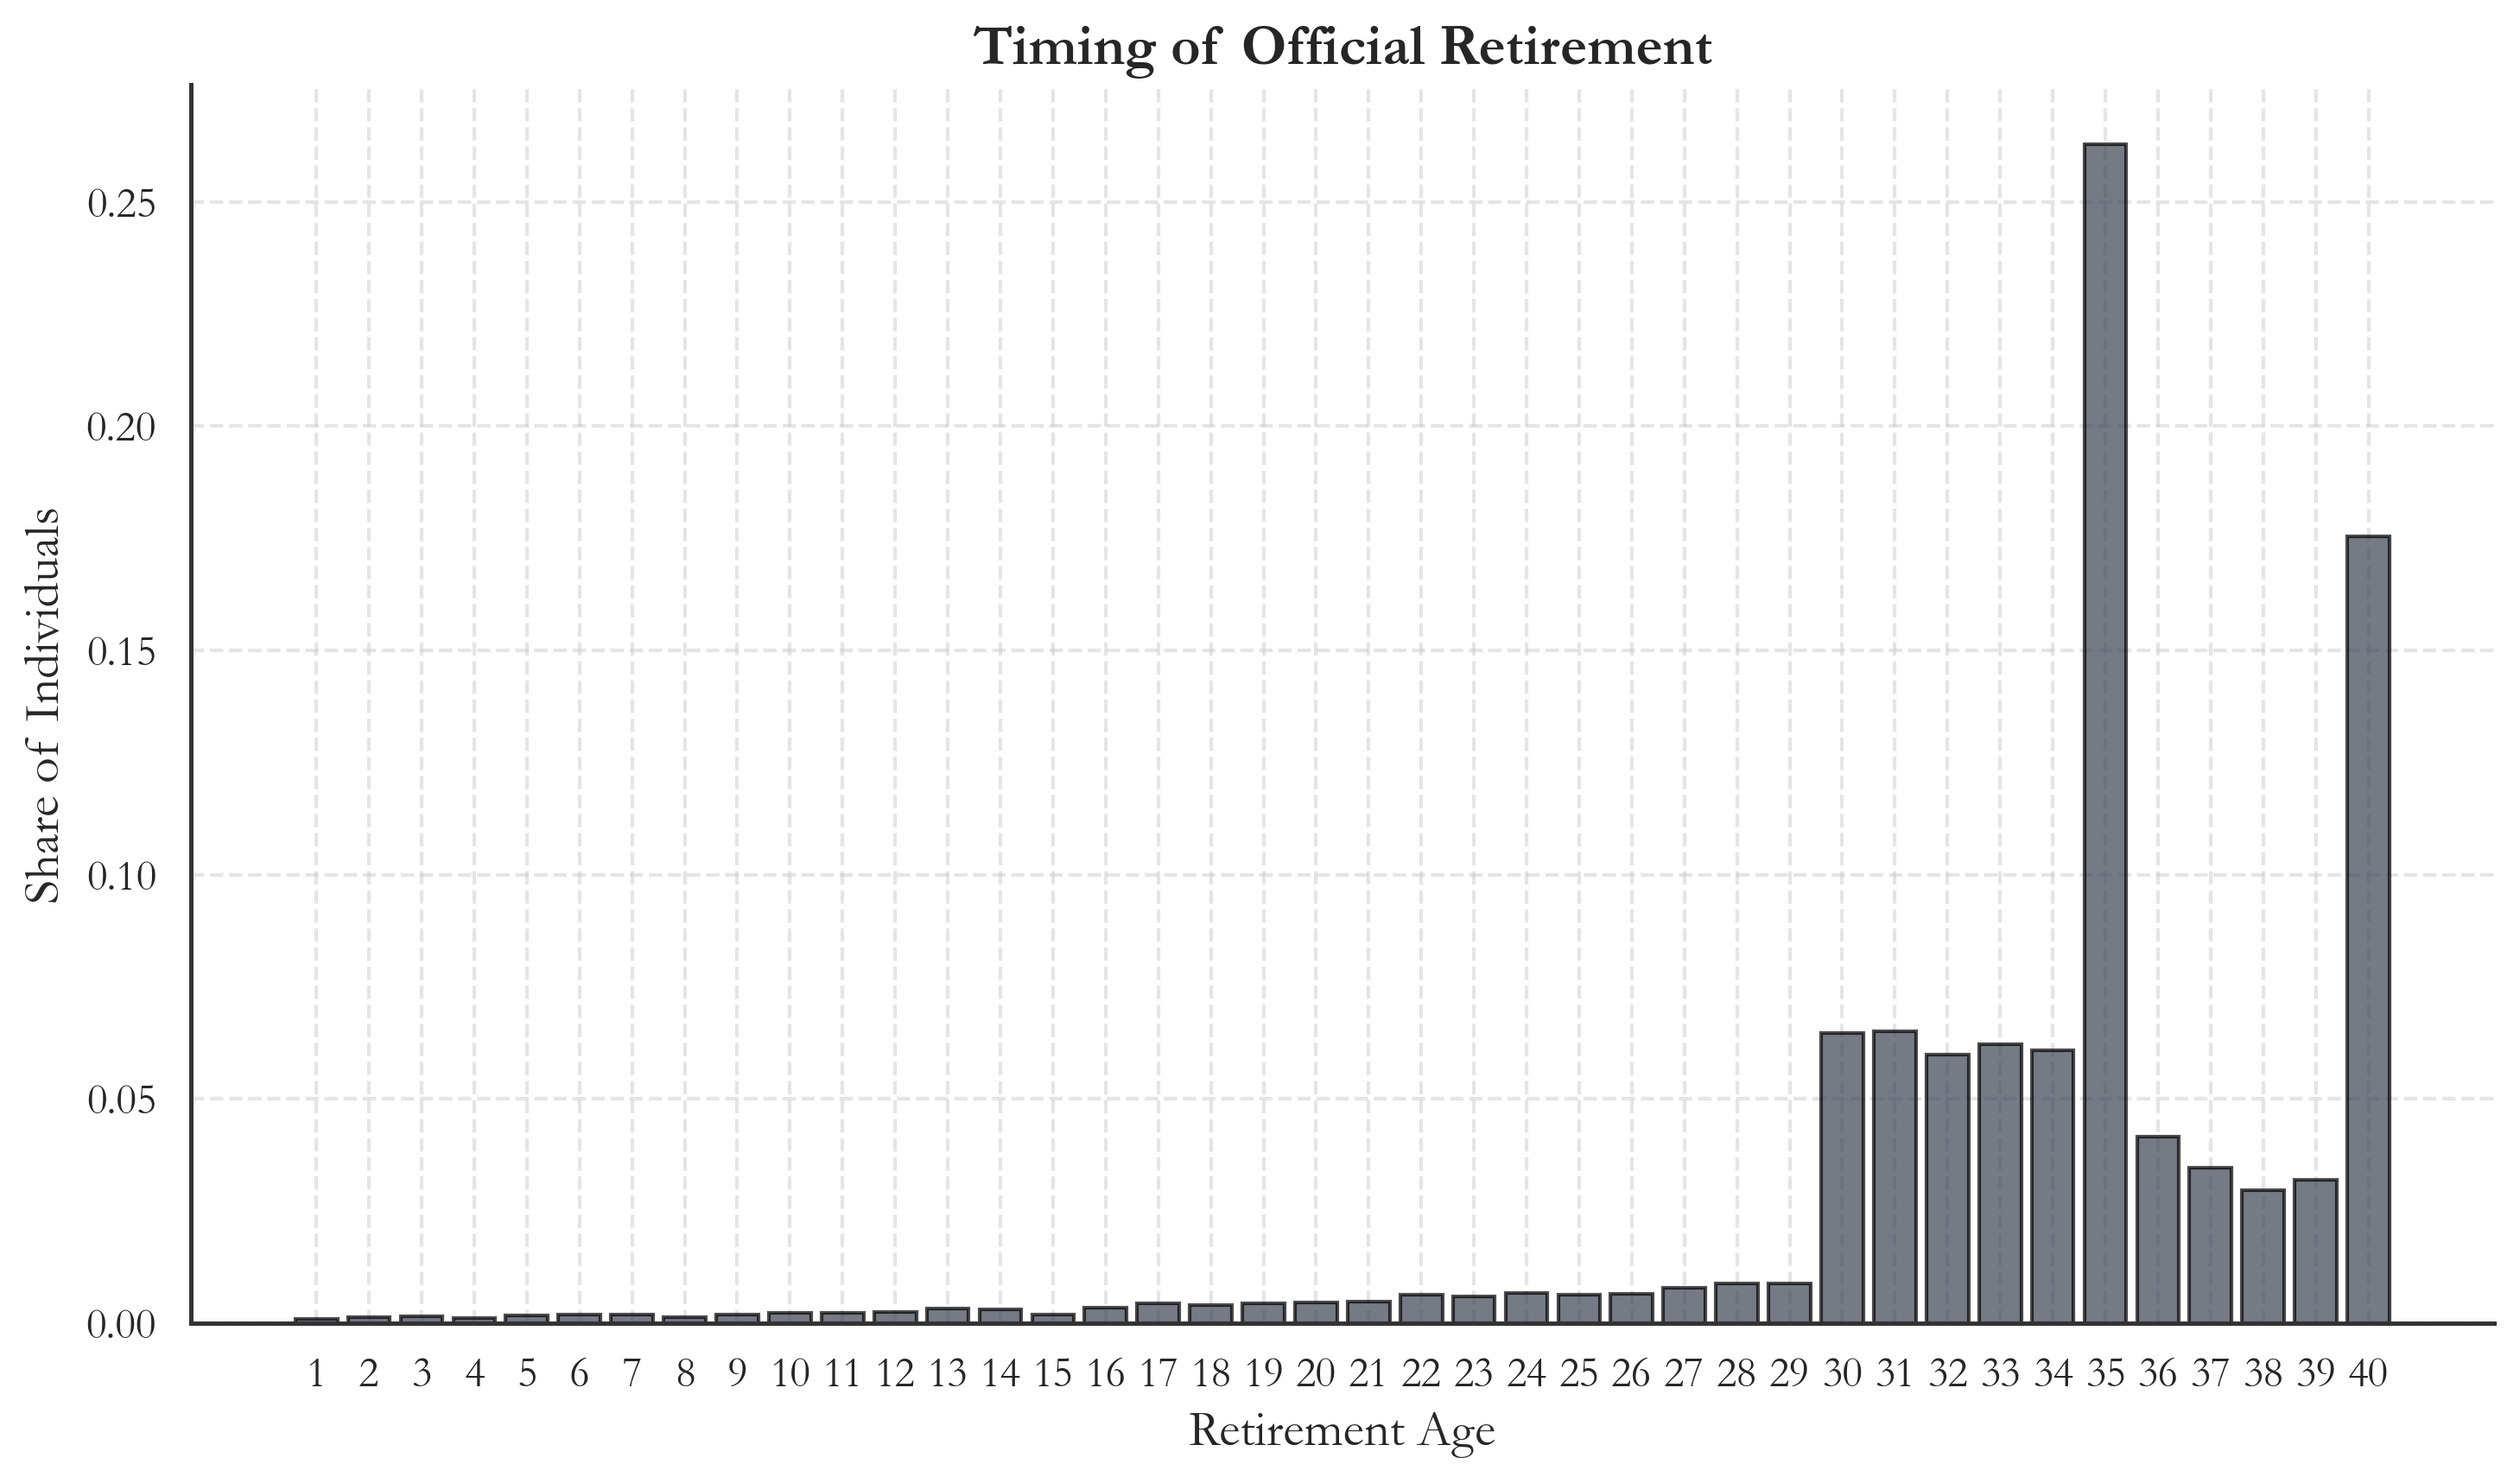 Timing of Official Retirement
Share of Individuals
0.25
0.20
0.15
0.10
0.05
0.00
1 2 3 4 5 6 7 8 9 10 11 12 13 14 15 16 17 18 19 20 21 22 23 24 25 26 27 28 29 30 31 32 33 34 35 36 37 38 39 40
Retirement Age